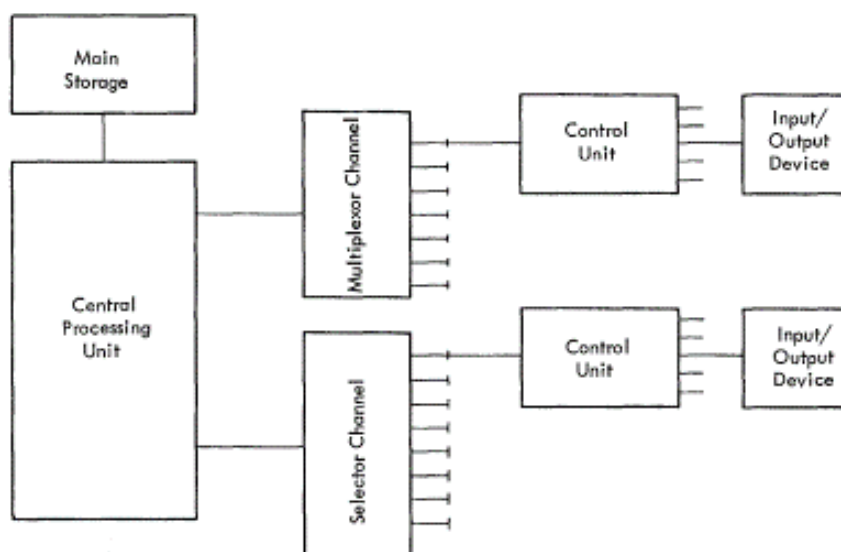 Main
Storage
Central
Processing
Unit
Multiplexor Channel
Selector Channel
Control
Unit
Input/
Output
Device
Control
Unit
Input/
Output
Device